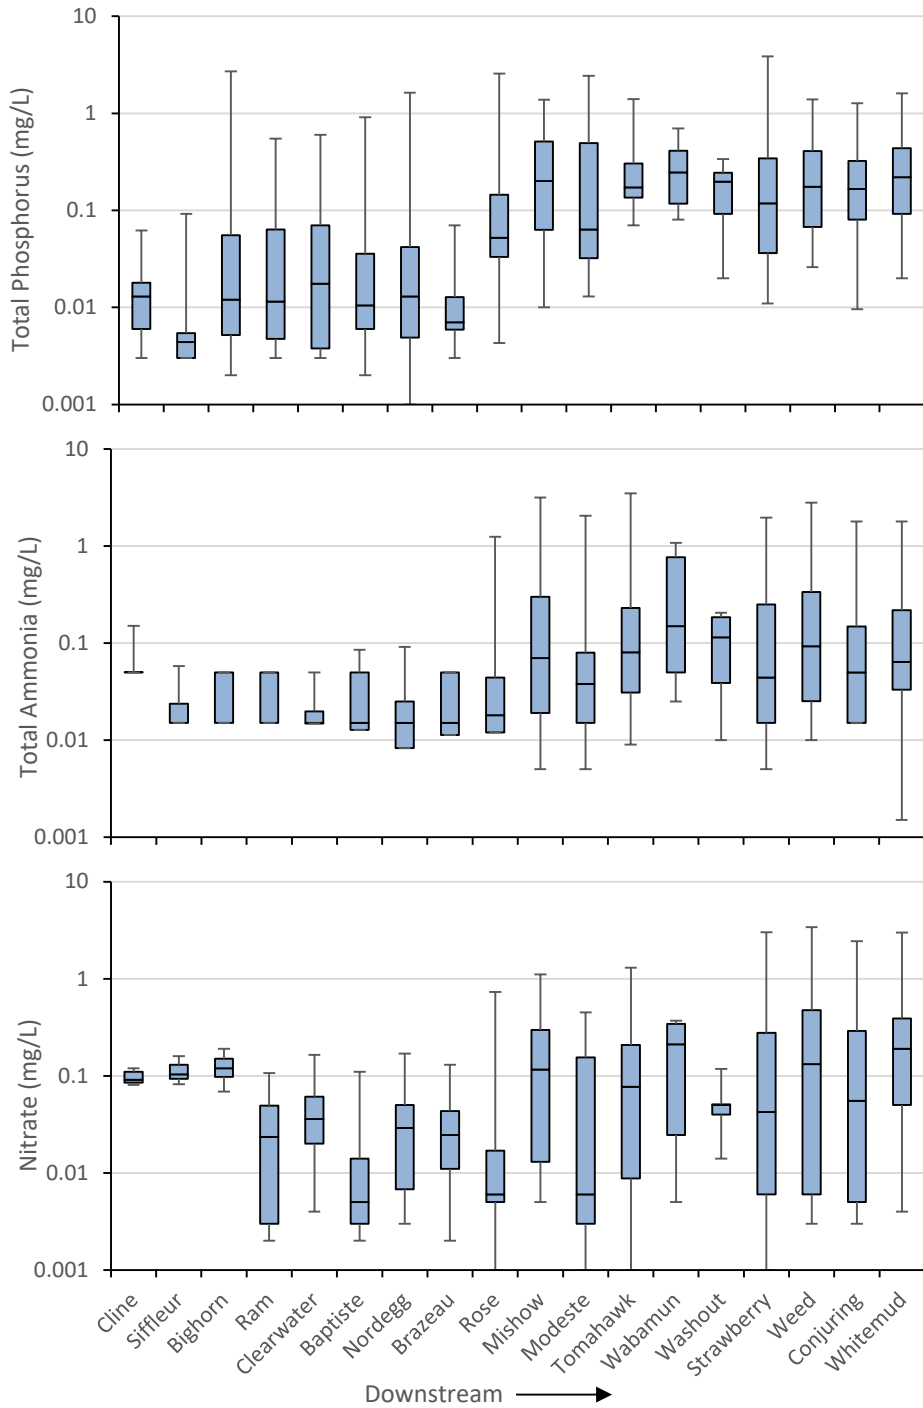 Total Phosphorus (mg/L)
10
1
0.1
0.01
0.001
Total Ammonia (mg/L)
10
1
0.1
0.01
0.001
Nitrate (mg/L)
10
1
0.1
0.01
0.001
Cline
Siffleur
Bighorn
Ram
Clearwater
Baptiste
Nordegg
Brazeau
Rose
Mishow
Modeste
Tomahawk
Wabamun
Washout
Strawberry
Weed
Conjuring
Whitemud
Downstream